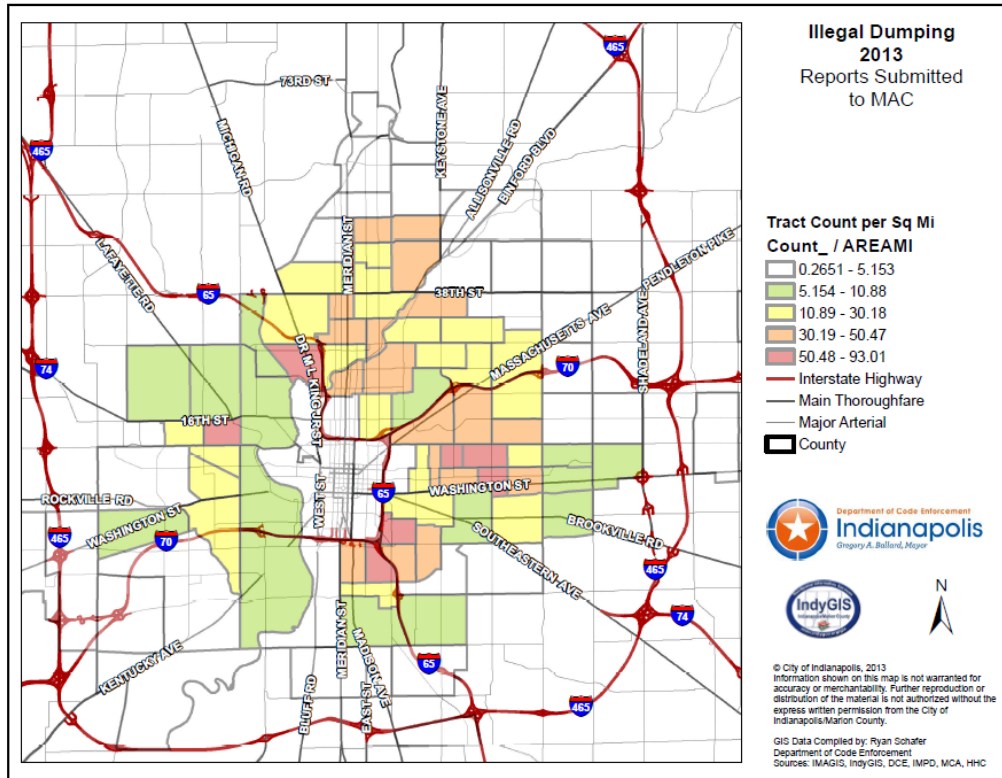 Illegal Dumping
2013
Reports Submitted
to MAC
Tract Count per Sq Mi
Count_ / AREAMI
0.2651 - 5.153
5.154 - 10.88
10.89 - 30.18
30.19 - 50.47
50.48 - 93.01
Interstate Highway
Main Thoroughfare
Major Arterial
County
Department of Code Enforcement
Indianapolis
Gregory A. Ballard, Mayor
IndyGIS
N
© City of Indianapolis, 2013
Information shown on this map is not warranted for
accuracy or merchantability. Further reproduction or
distribution of the material is not authorized without the
express written permission from the City of
Indianapolis/Marion County.
GIS Data Compiled by: Ryan Schafer
Department of Code Enforcement
Sources: IMAGIS, IndyGIS, DCE, IMPD, MCA, HHC
465
73RD ST
MICHIGAN RD
KEYSTONE AVE
ALLISONVILLE RD
BINFORD BLVD
465
MERIDIAN ST
LAFAYETTE RD
65
38TH ST
PENDLETON PIKE
SHADELAND AVE
MASSACHUSETTS AVE
DR M L KING JR ST
74
70
16TH ST
ROCKVILLE RD
WASHINGTON ST
WEST ST
65
WASHINGTON ST
465
70
SOUTHEASTERN AVE
BROOKVILLE RD
465
74
KENTUCKY AVE
BLUFF RD
MERIDIAN ST
MADISON AVE
EAST ST
65
465